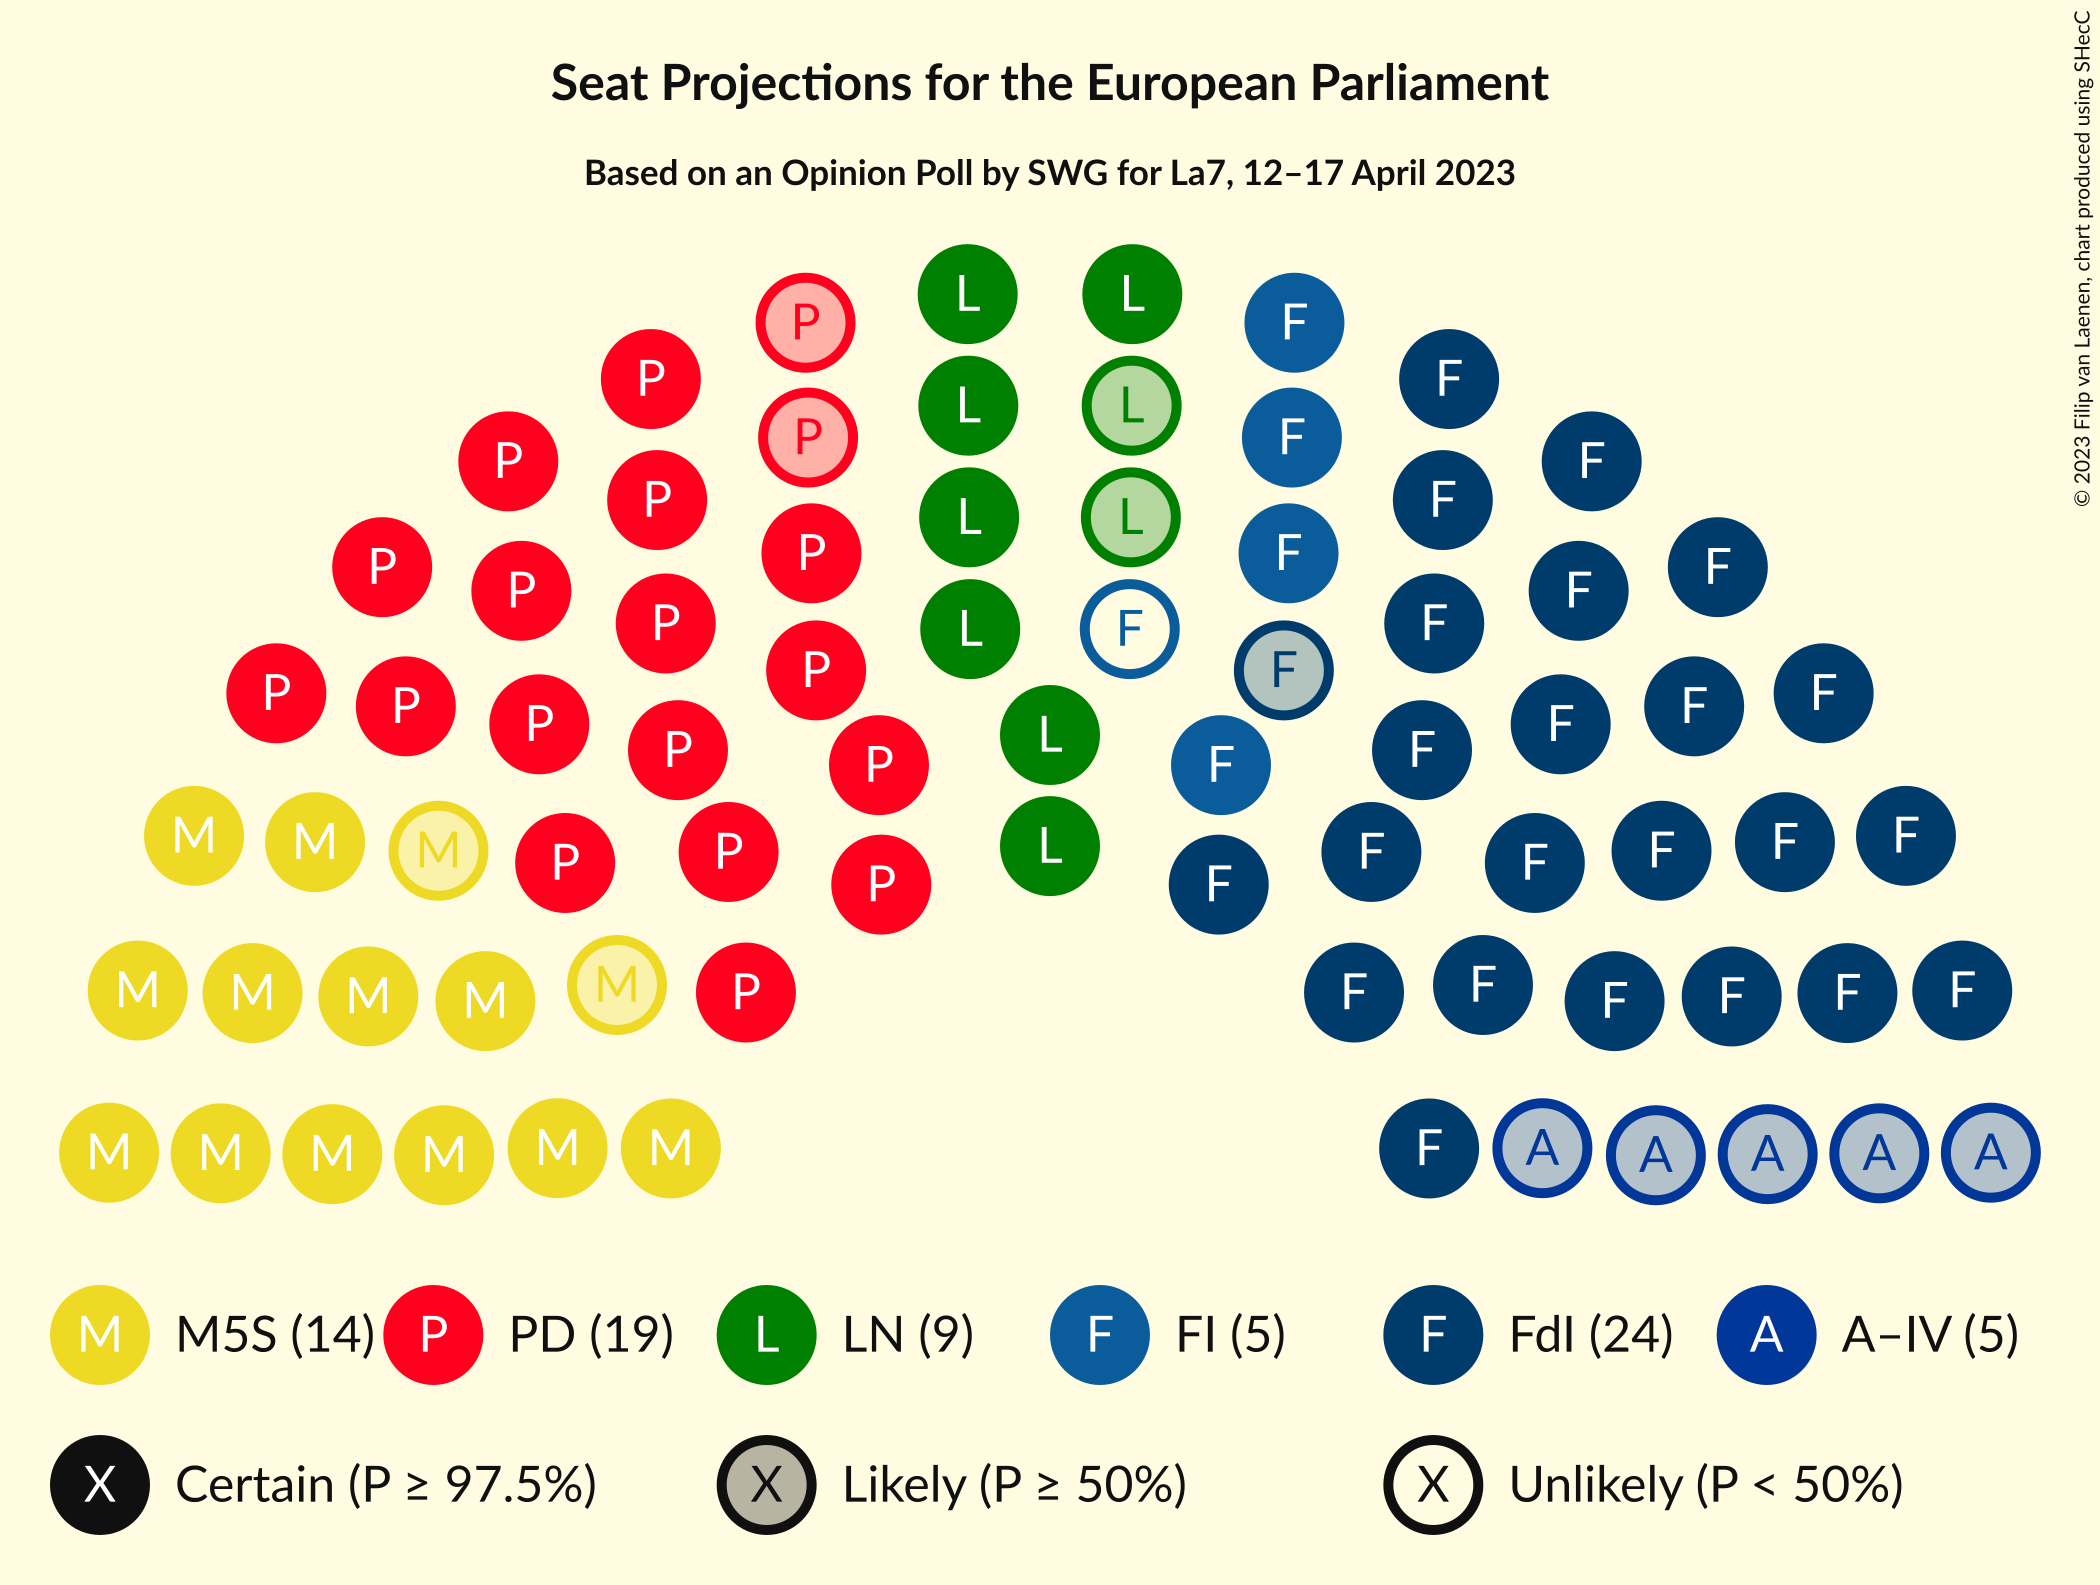 Seat Projections for the European Parliament
Based on an Opinion Poll by SWG for La7, 12–17 April 2023
© 2023 Filip van Laenen, chart produced using SHecC
L L
P F
P F
L L
P F
P F
P F
L L
P F
P F
P F
P F
P F
L F
P F
P F
P F
P F
L
P F
P F
M M M P P P L F F F F F F
M M M M M P F F F F F F
M M M M M M F A A A A A
M M5S (14) P PD (19) L LN (9) F FI (5) F FdI (24) A A–IV (5)
X Certain (P ≥ 97.5%) X Likely (P ≥ 50%) X Unlikely (P < 50%)